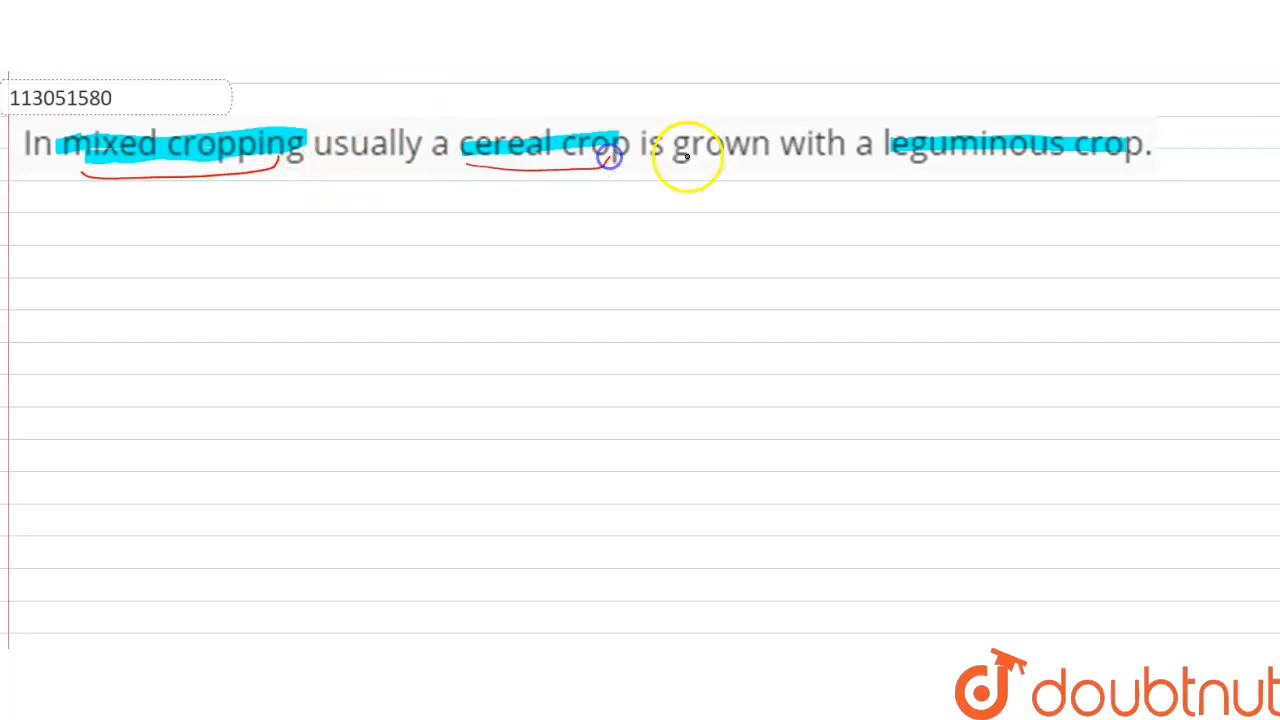 113051580
In mixed cropping usually a cereal crop is grown with a leguminous crop.
doubtnut